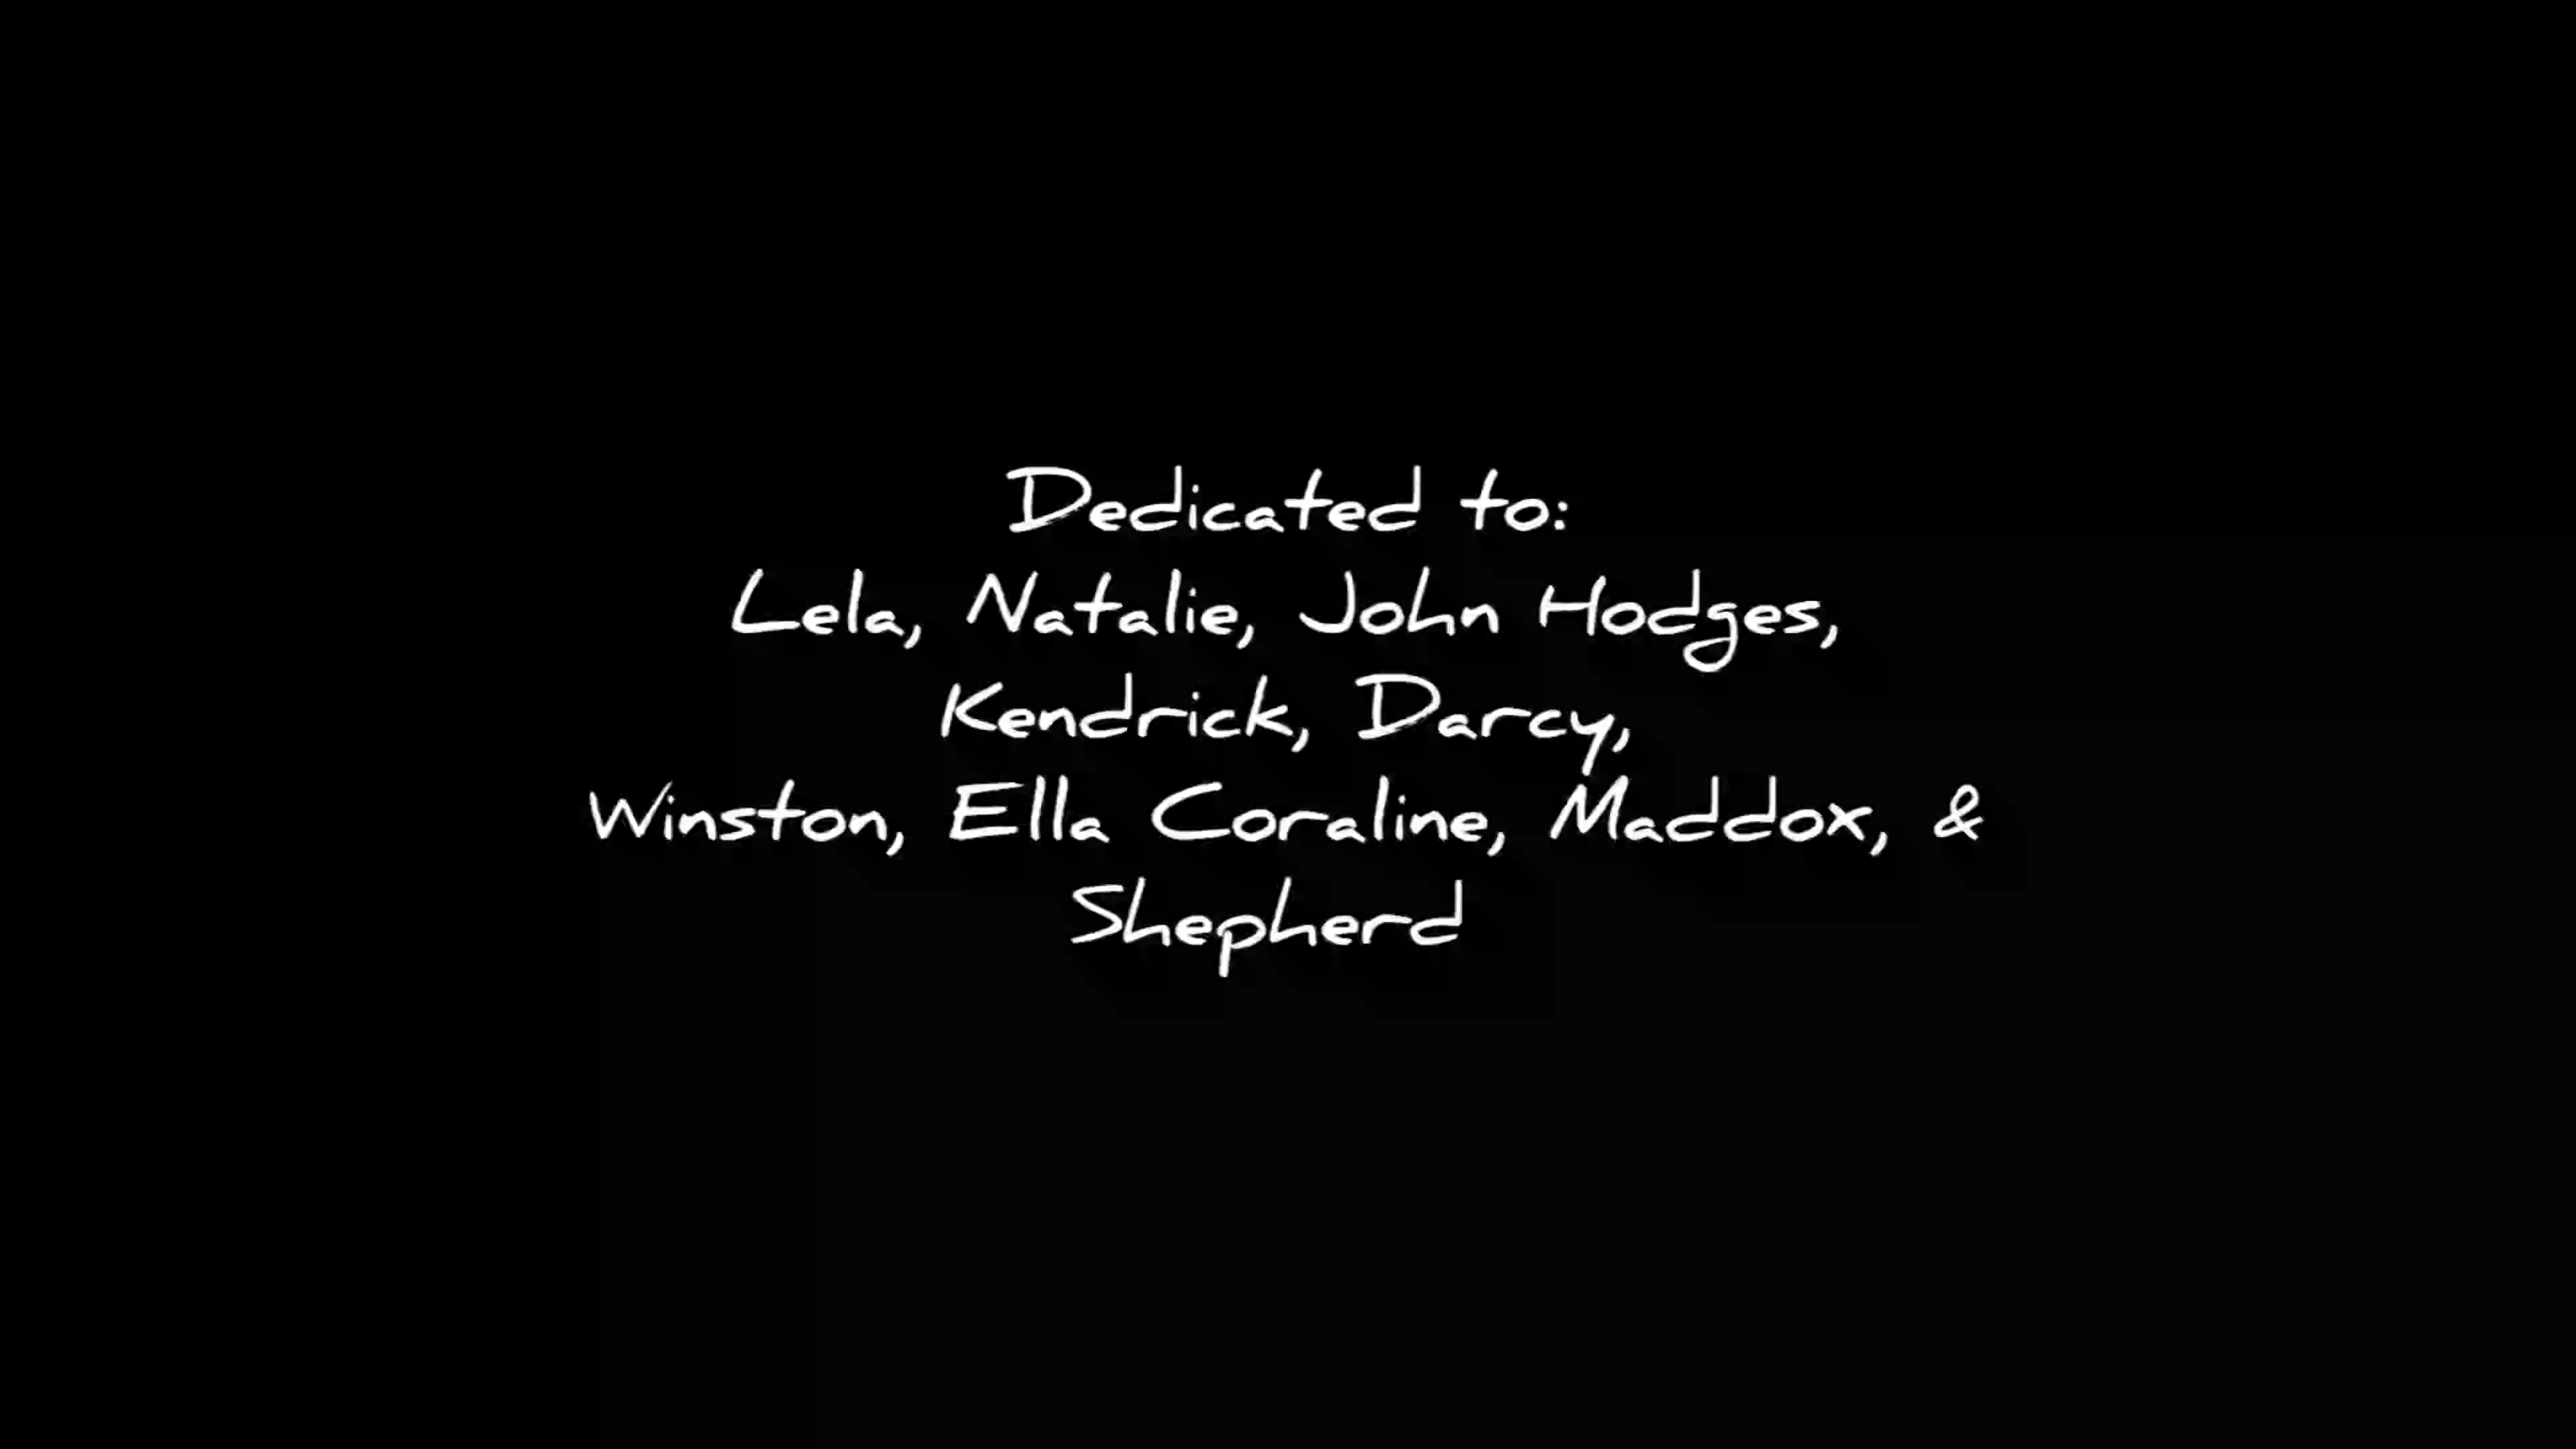 Dedicated to:
Lela, Natalie, John Hodges,
Kendrick, Darcy,
Winston, Ella Coraline, Maddox, &
Shepherd